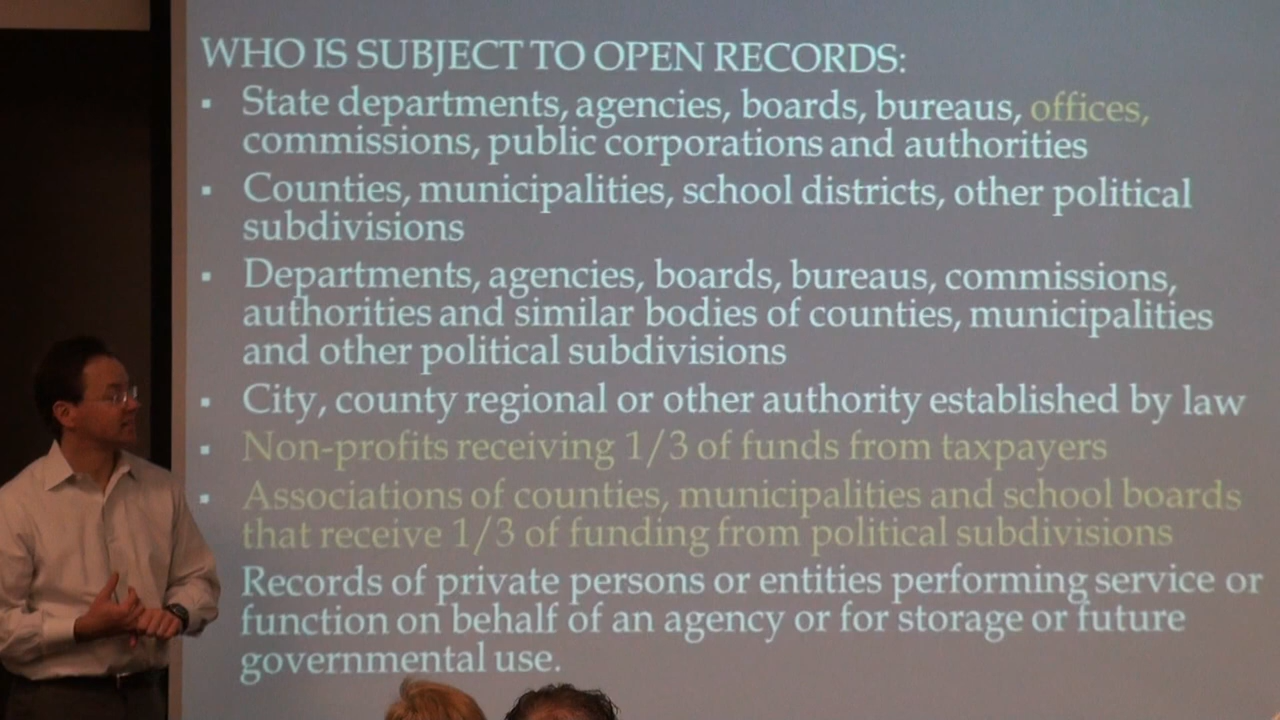 WHO IS SUBJECT TO OPEN RECORDS:
▪ State departments, agencies, boards, bureaus, offices,
commissions, public corporations and authorities
▪ Counties, municipalities, school districts, other political
subdivisions
▪ Departments, agencies, boards, bureaus, commissions,
authorities and similar bodies of counties, municipalities
and other political subdivisions
▪ City, county regional or other authority established by law
▪ Non-profits receiving 1/3 of funds from taxpayers
▪ Associations of counties, municipalities and school boards
that receive 1/3 of funding from political subdivisions
Records of private persons or entities performing service or
function on behalf of an agency or for storage or future
governmental use.